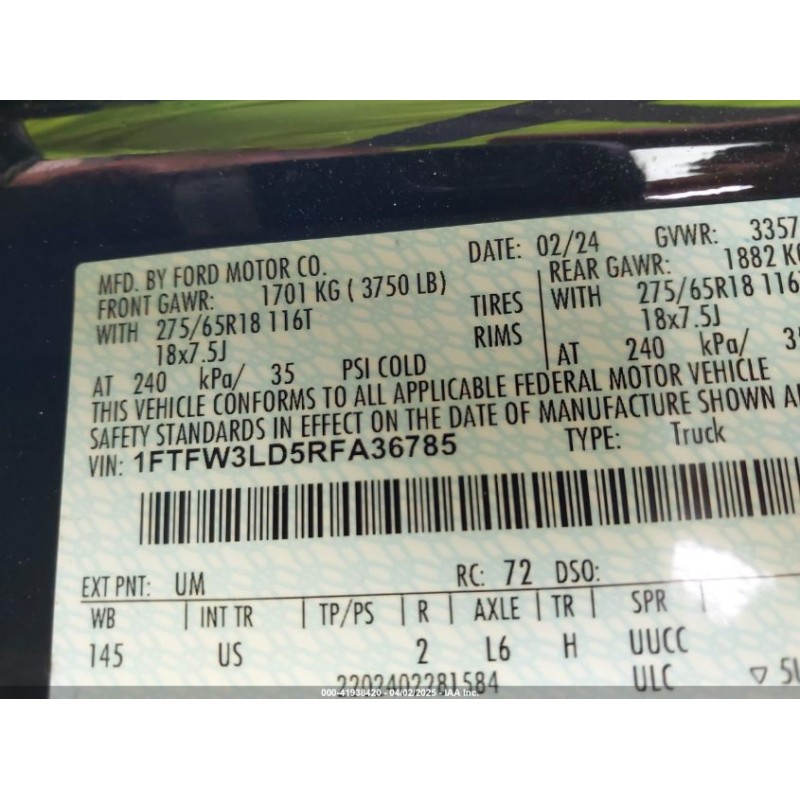 MFD. BY FORD MOTOR CO. DATE: 02/24 GVWR: 3357
FRONT GAWR: 1701 KG ( 3750 LB) REAR GAWR: 1882 KG
WITH 275/65R18 116T TIRES WITH 275/65R18 116
18x7.5J RIMS 18x7.5J
AT 240 kPa/ 35 PSI COLD AT 240 kPa/
THIS VEHICLE CONFORMS TO ALL APPLICABLE FEDERAL MOTOR VEHICLE
SAFETY STANDARDS IN EFFECT ON THE DATE OF MANUFACTURE SHOWN
VIN: 1FTFW3LD5RFA36785 TYPE: Truck
EXT PNT: UM RC: 72 DSO:
WB | INT TR | TP/PS | R | AXLE | TR | SPR |
145 US 2 L6 H UUCC
2202402281584 ULC ▽ 5U
000-41938420 - 04/02/2025 - IAA Inc.